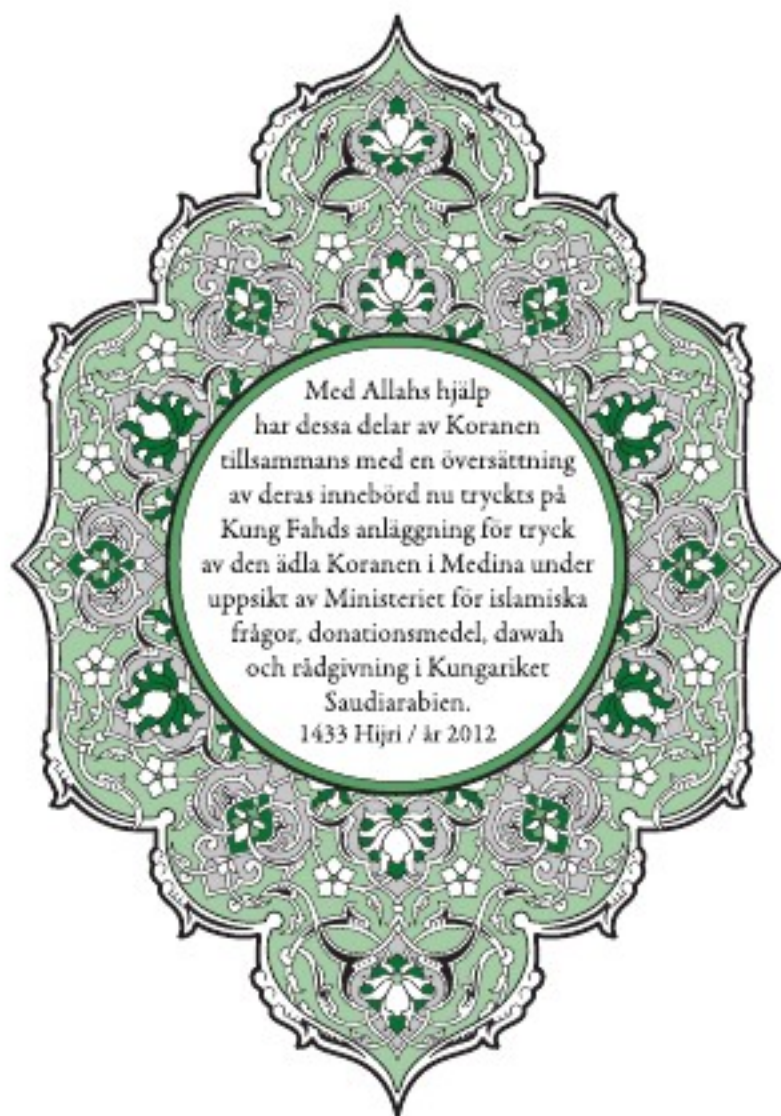 Med Allahs hjälp
har dessa delar av Koranen
tillsammans med en översättning
av deras innebörd nu tryckts på
Kung Fahds anläggning för tryck
av den ädla Koranen i Medina under
uppsikt av Ministeriet för islamiska
frågor, donationsmedel, dawah
och rådgivning i Kungariket
Saudiarabien.
1433 Hijri / år 2012